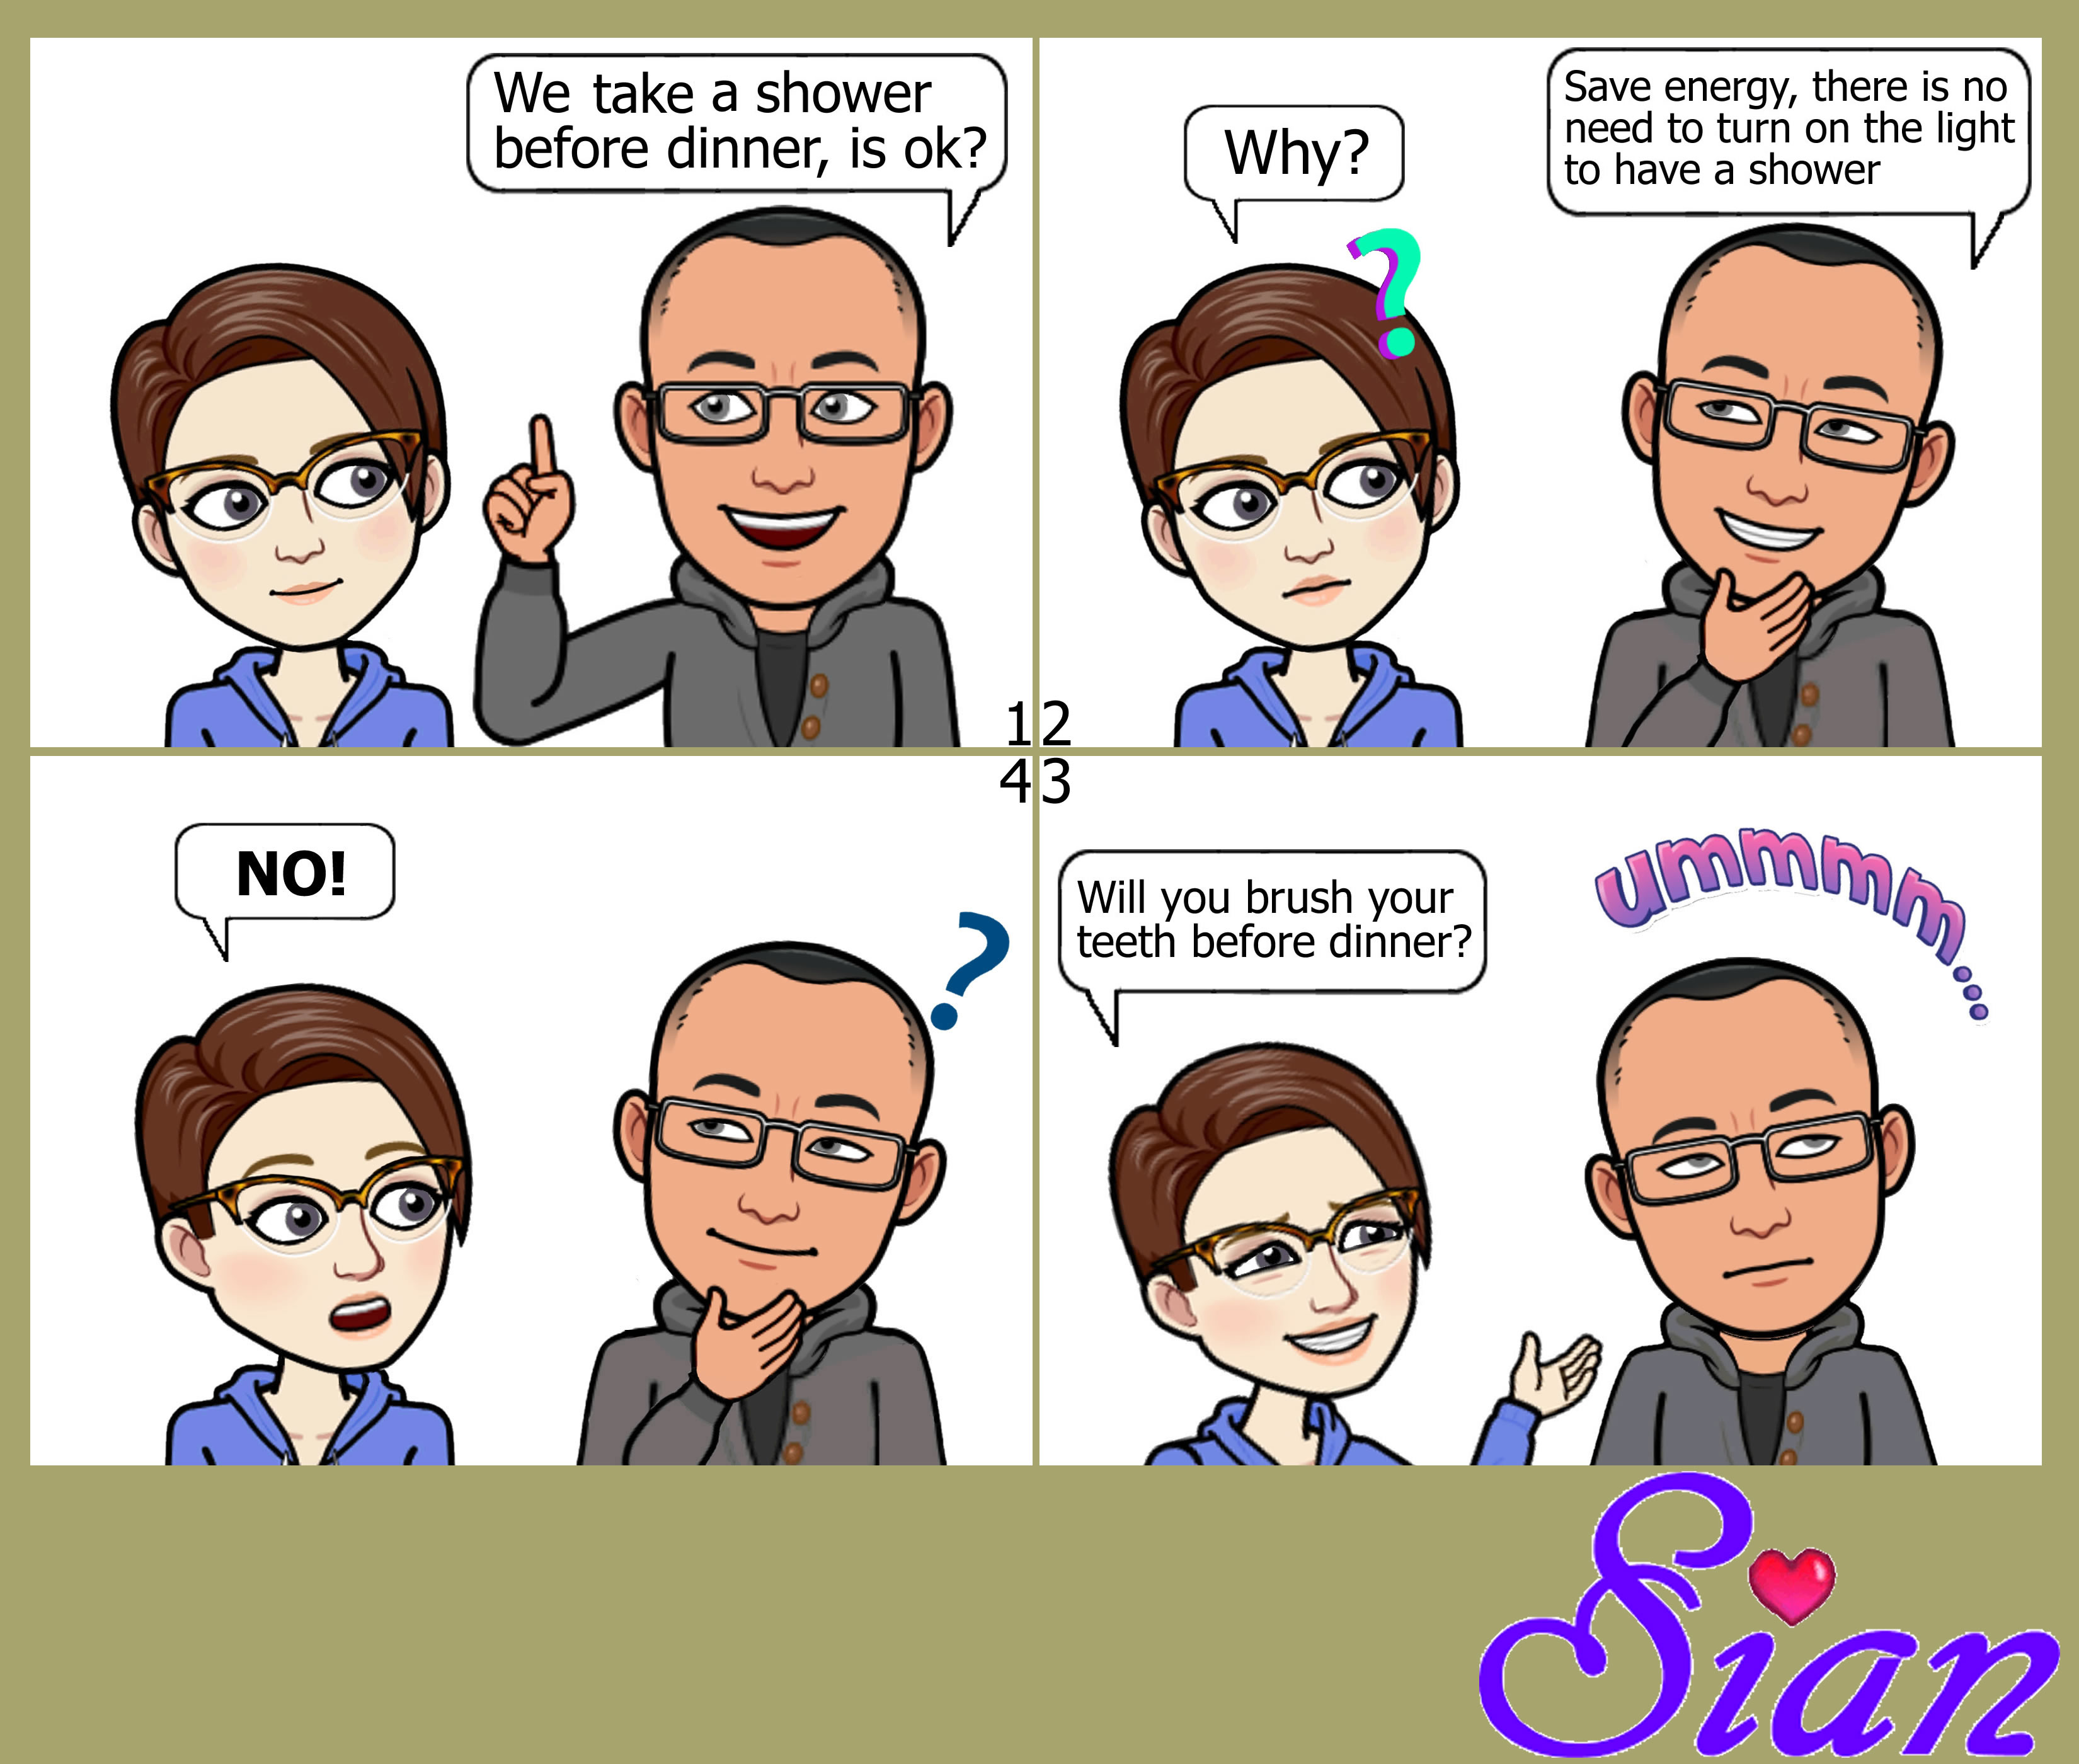 We take a shower
before dinner, is ok?
1
Why?
Save energy, there is no
need to turn on the light
to have a shower
2
Will you brush your
teeth before dinner?
ummmm...
3
NO!
?
4
Sian